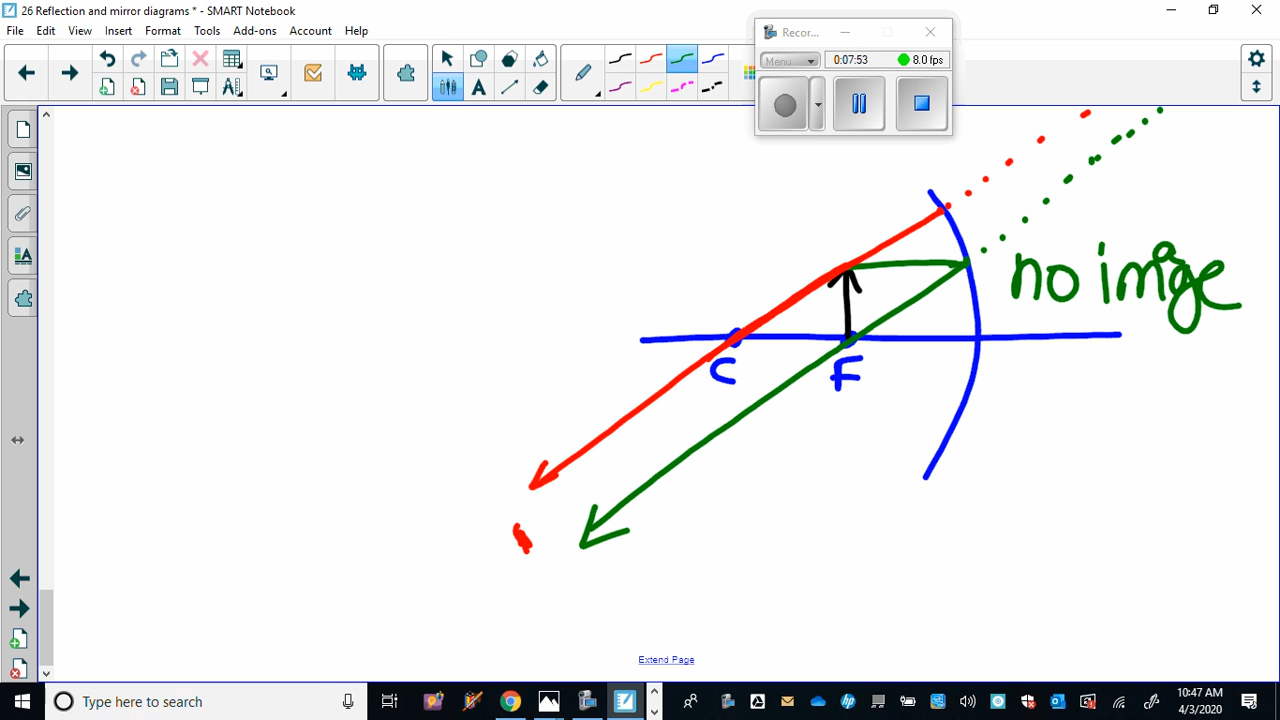 26 Reflection and mirror diagrams * - SMART Notebook
File Edit View Insert Format Tools Add-ons Account Help
Recor...
Menu 0:07:53 8.0 fps
no image
C F
Extend Page
Type here to search
10:47 AM
4/3/2020